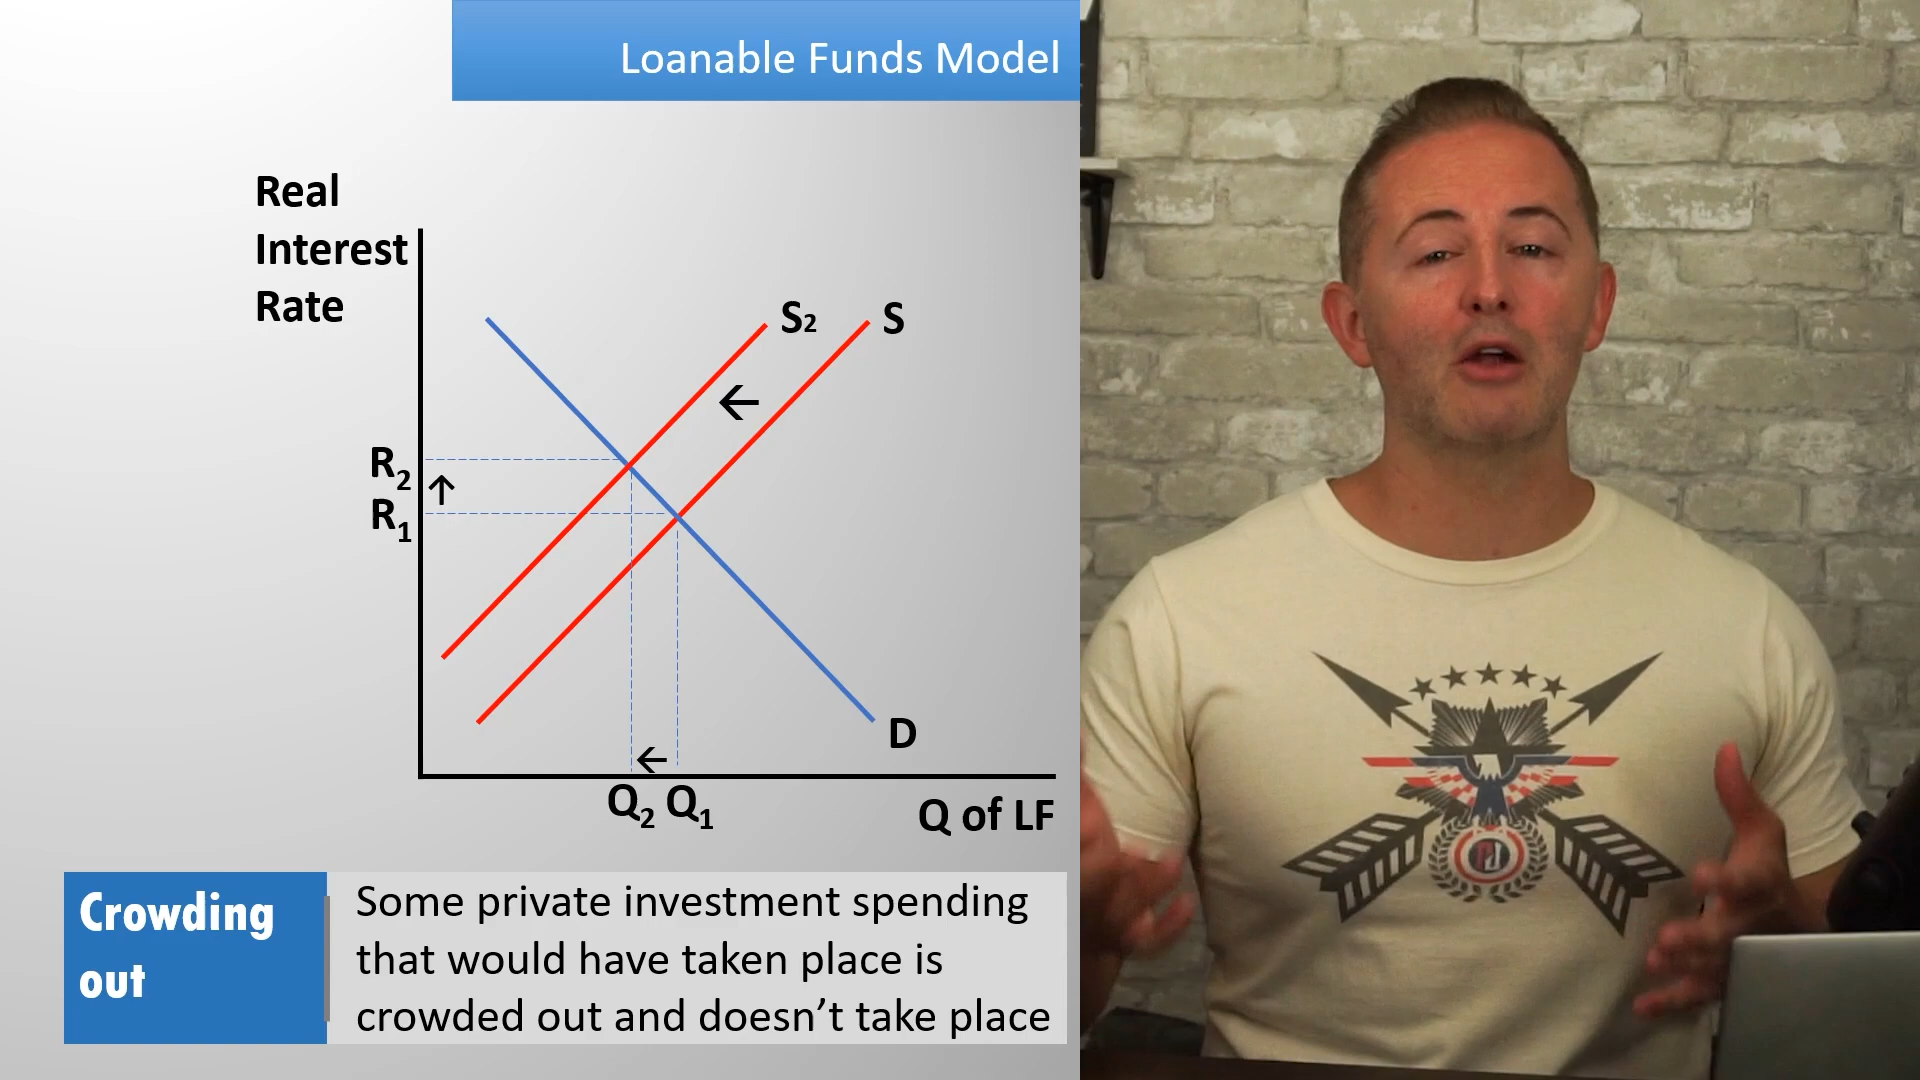 Loanable Funds Model
Real
Interest
Rate
S2
S
R2
R1
D
Q2 Q1
Q of LF
Crowding
out
Some private investment spending
that would have taken place is
crowded out and doesn’t take place